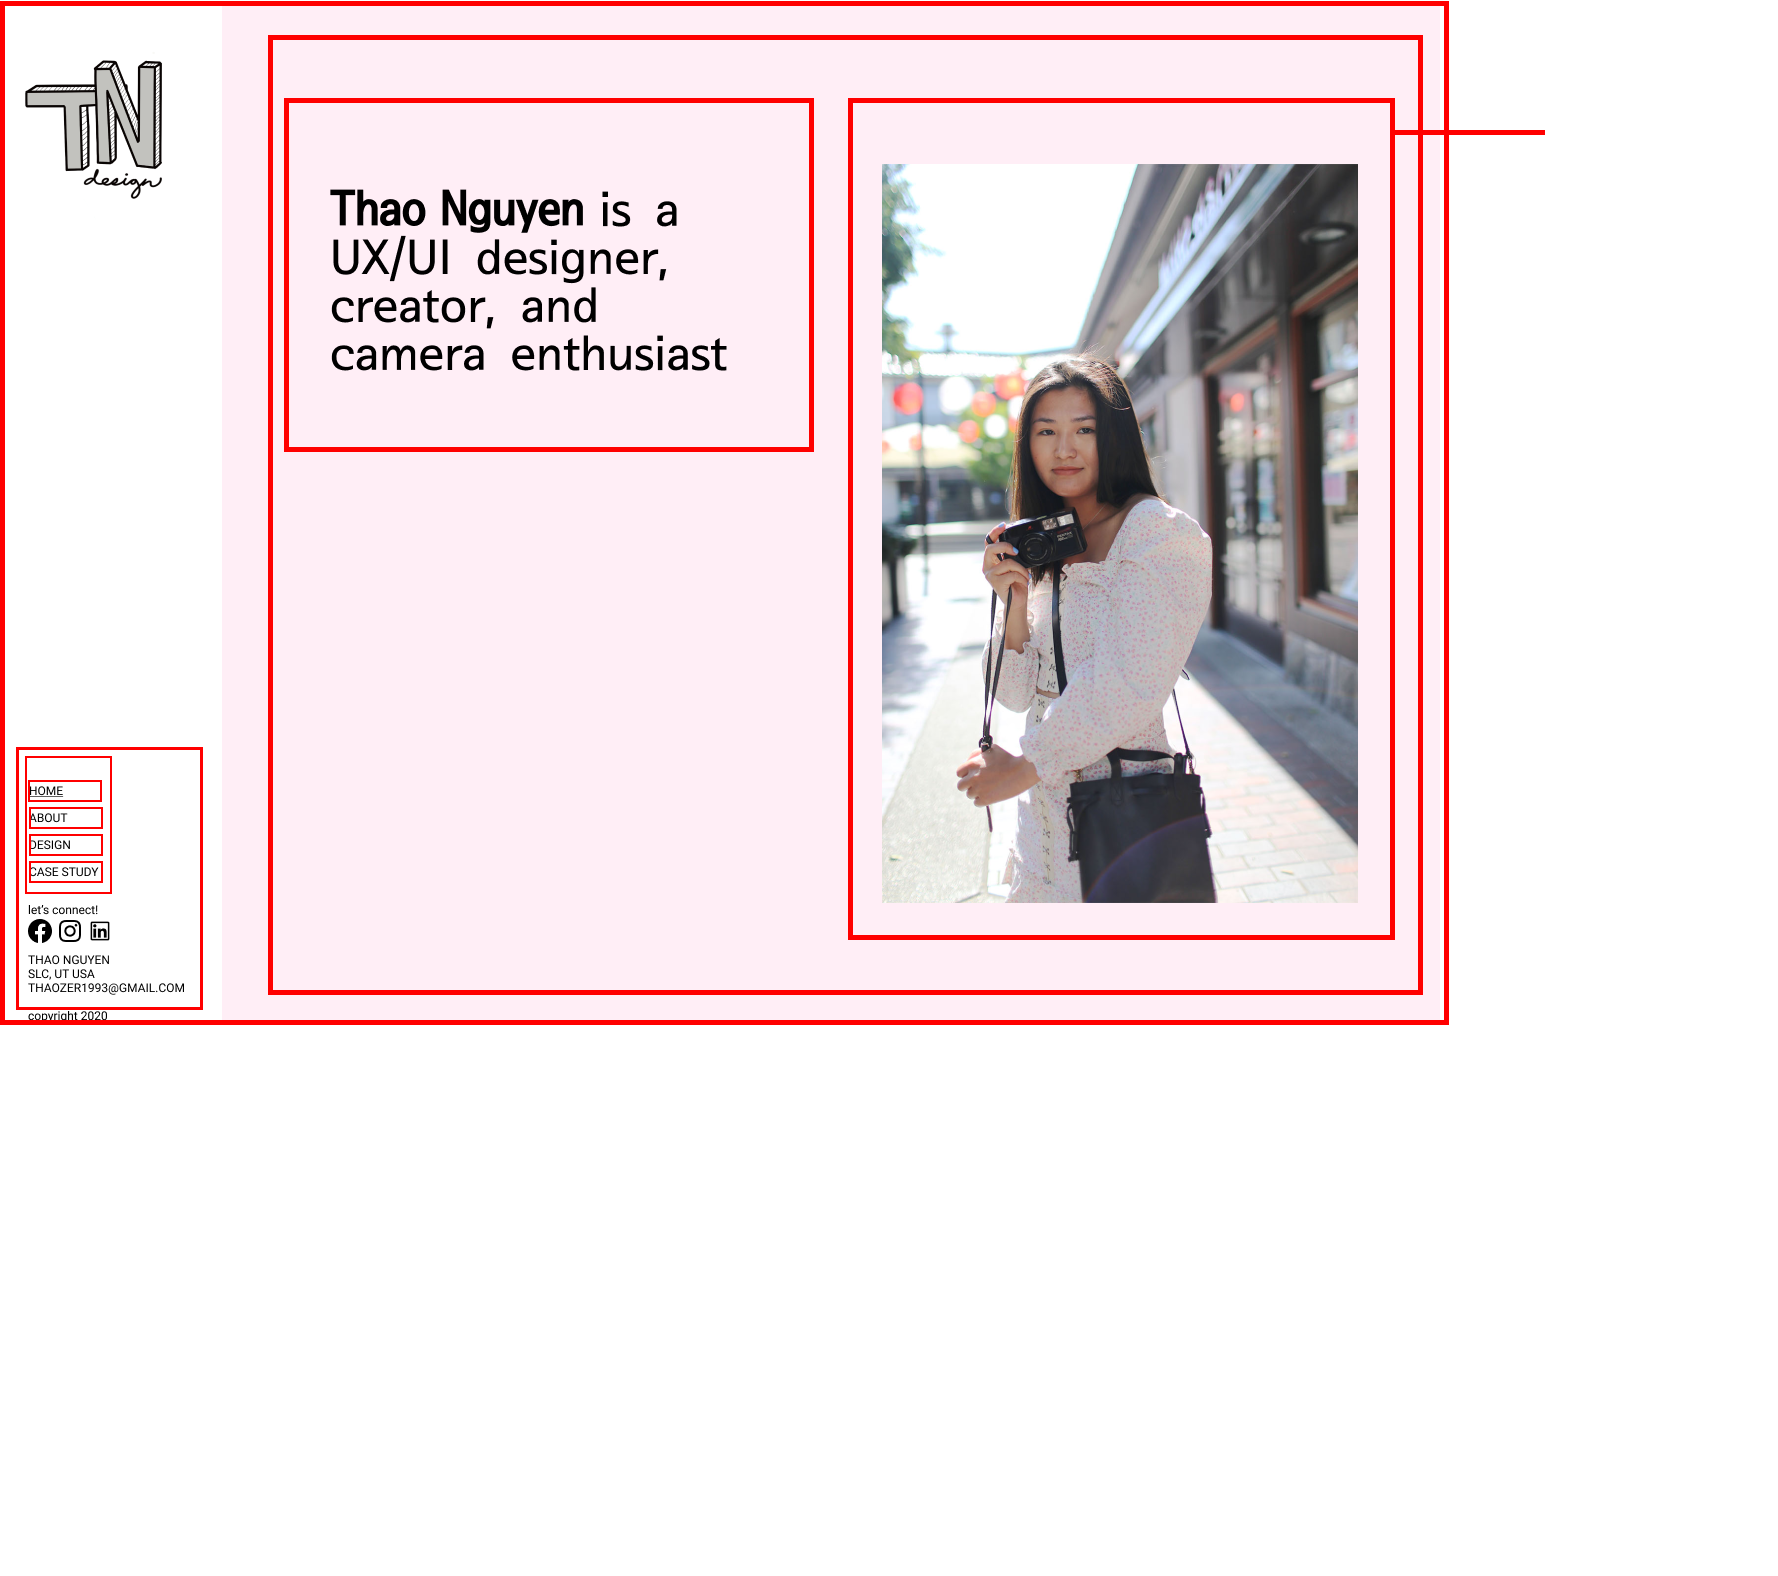 TN
design
Thao Nguyen is a
UX/UI designer,
creator, and
camera enthusiast
HOME
ABOUT
DESIGN
CASE STUDY
let's connect!
in
THAO NGUYEN
SLC, UT USA
THAOZER1993@GMAIL.COM
copyright 2020